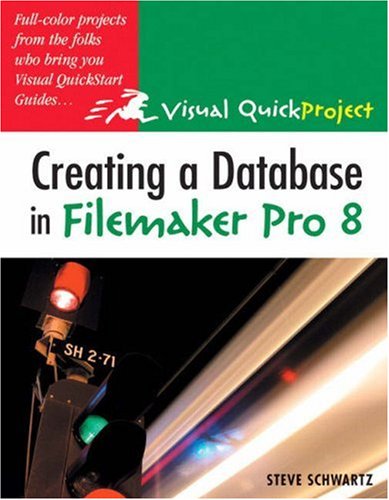 Full-color projects
from the folks
who bring you
Visual QuickStart
Guides...
Visual QuickProject
Creating a Database
in Filemaker Pro 8
SH 2-71
STEVE SCHWARTZ